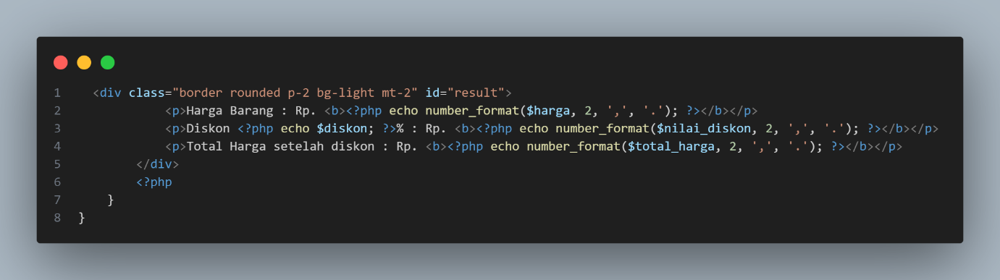 1 <div class="border rounded p-2 bg-light mt-2" id="result">
2 <p>Harga Barang : Rp. <b><?php echo number_format($harga, 2, ',', '.'); ?></b></p>
3 <p>Diskon <?php echo $diskon; ?>% : Rp. <b><?php echo number_format($nilai_diskon, 2, ',', '.'); ?></b></p>
4 <p>Total Harga setelah diskon : Rp. <b><?php echo number_format($total_harga, 2, ',', '.'); ?></b></p>
5 </div>
6 <?php
7 }
8 }